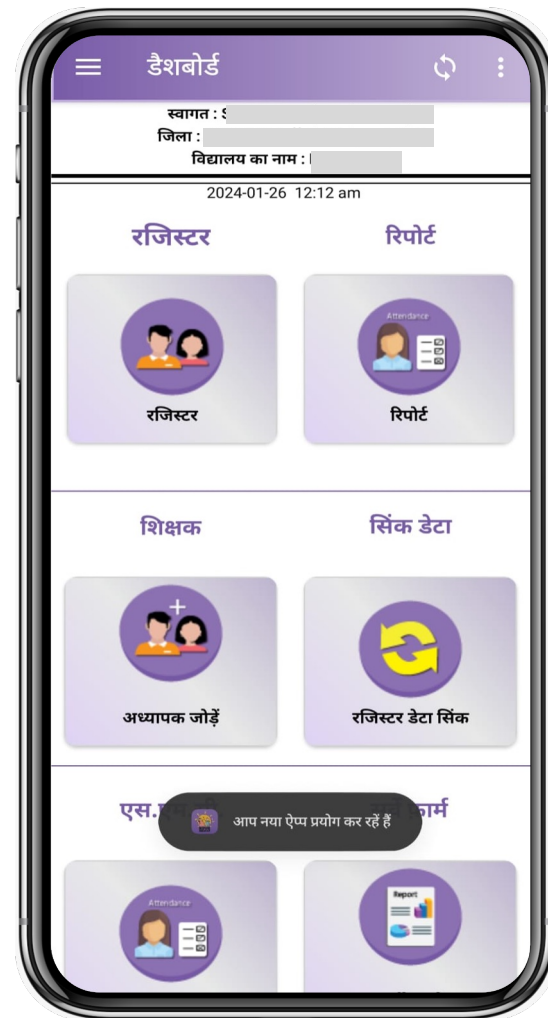 डैशबोर्ड
स्वागत : S
जिला :
विद्यालय का नाम :
2024-01-26 12:12 am
रजिस्टर
रिपोर्ट
Attendance
रजिस्टर
रिपोर्ट
शिक्षक
सिंक डेटा
अध्यापक जोड़ें
रजिस्टर डेटा सिंक
एस.
फ़ार्म
आप नया ऐप्प प्रयोग कर रहें हैं
Attendance
Report